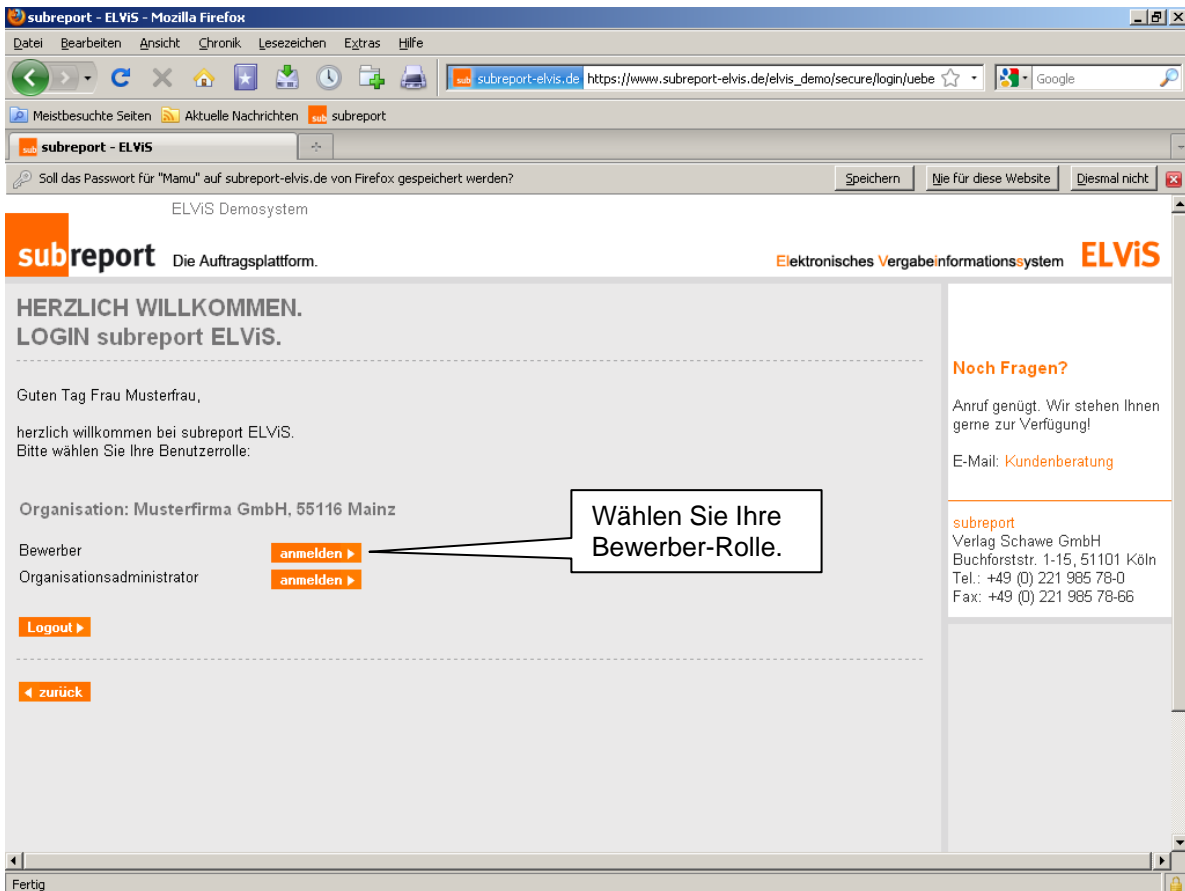 subreport - ELViS - Mozilla Firefox
Datei Bearbeiten Ansicht Chronik Lesezeichen Extras Hilfe
sub subreport-elvis.de https://www.subreport-elvis.de/elvis_demo/secure/login/uebe Google
Meistbesuchte Seiten Aktuelle Nachrichten sub subreport
sub subreport - ELViS
Soll das Passwort für "Mamu" auf subreport-elvis.de von Firefox gespeichert werden? Speichern Nie für diese Website Diesmal nicht
ELViS Demosystem
subreport Die Auftragsplattform. Elektronisches Vergabeinformationssystem ELViS
HERZLICH WILLKOMMEN.
LOGIN subreport ELViS.
Guten Tag Frau Musterfrau,
herzlich willkommen bei subreport ELViS.
Bitte wählen Sie Ihre Benutzerrolle:
Organisation: Musterfirma GmbH, 55116 Mainz
Bewerber anmelden
Organisationsadministrator anmelden
Wählen Sie Ihre
Bewerber-Rolle.
Logout
zurück
Noch Fragen?
Anruf genügt. Wir stehen Ihnen
gerne zur Verfügung!
E-Mail: Kundenberatung
subreport
Verlag Schawe GmbH
Buchforststr. 1-15, 51101 Köln
Tel.: +49 (0) 221 985 78-0
Fax: +49 (0) 221 985 78-66
Fertig